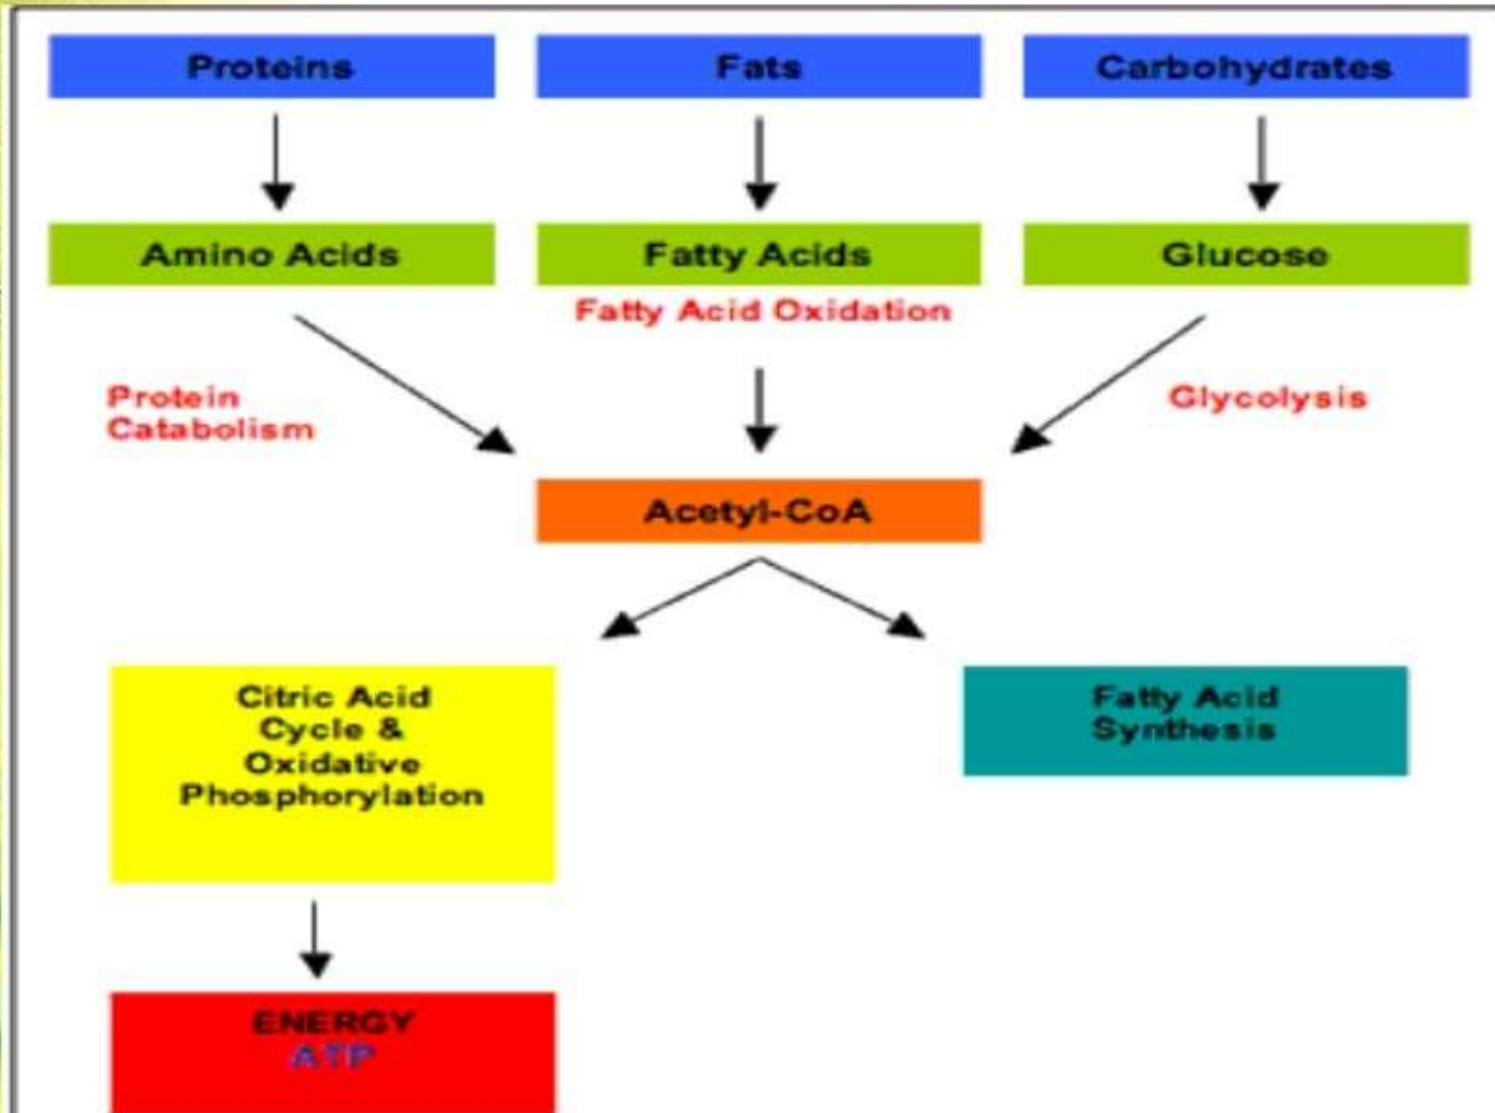 Proteins
Fats
Carbohydrates
Amino Acids
Fatty Acids
Glucose
Fatty Acid Oxidation
Protein
Catabolism
Glycolysis
Acetyl-CoA
Citric Acid
Cycle &
Oxidative
Phosphorylation
Fatty Acid
Synthesis
ENERGY
ATP